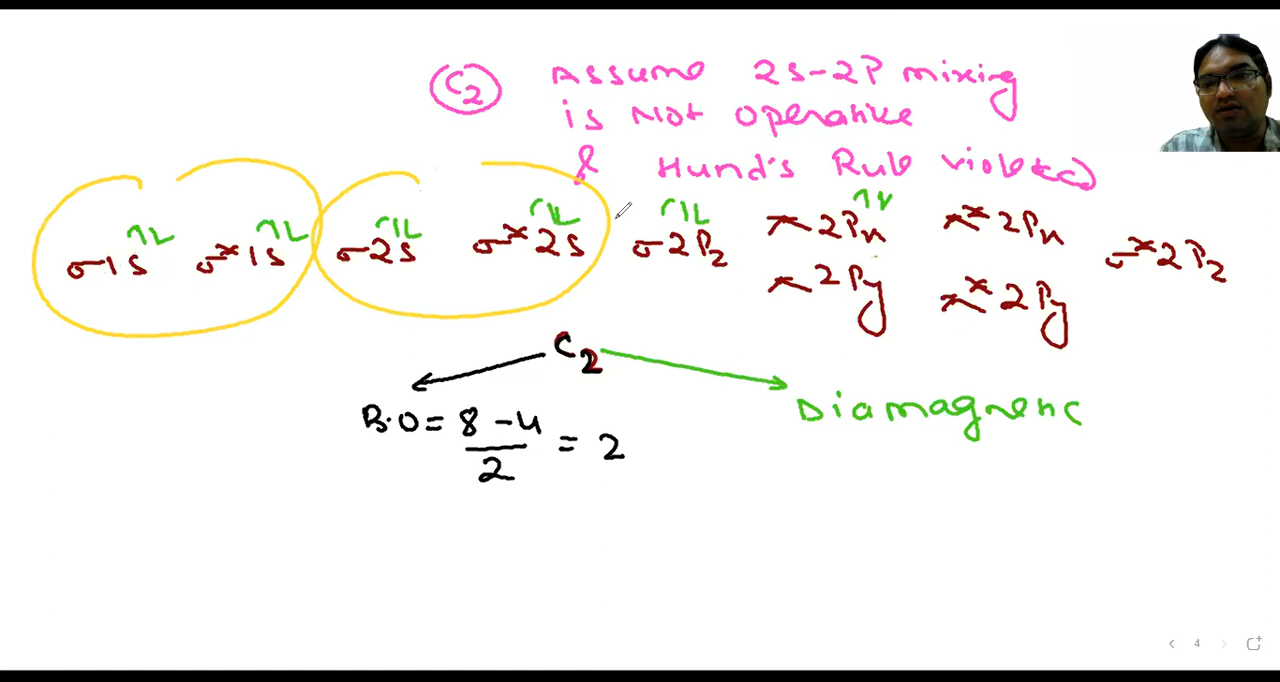 C2 Assume 2s-2p mixing
is Not operative
& Hund's Rule violated
σ1s σ*1s σ2s σ*2s σ2Pz π2Px π*2Px σ*2Pz
π2Py π*2Py
C2
B.O = 8-4/2 = 2
Diamagnetic
4